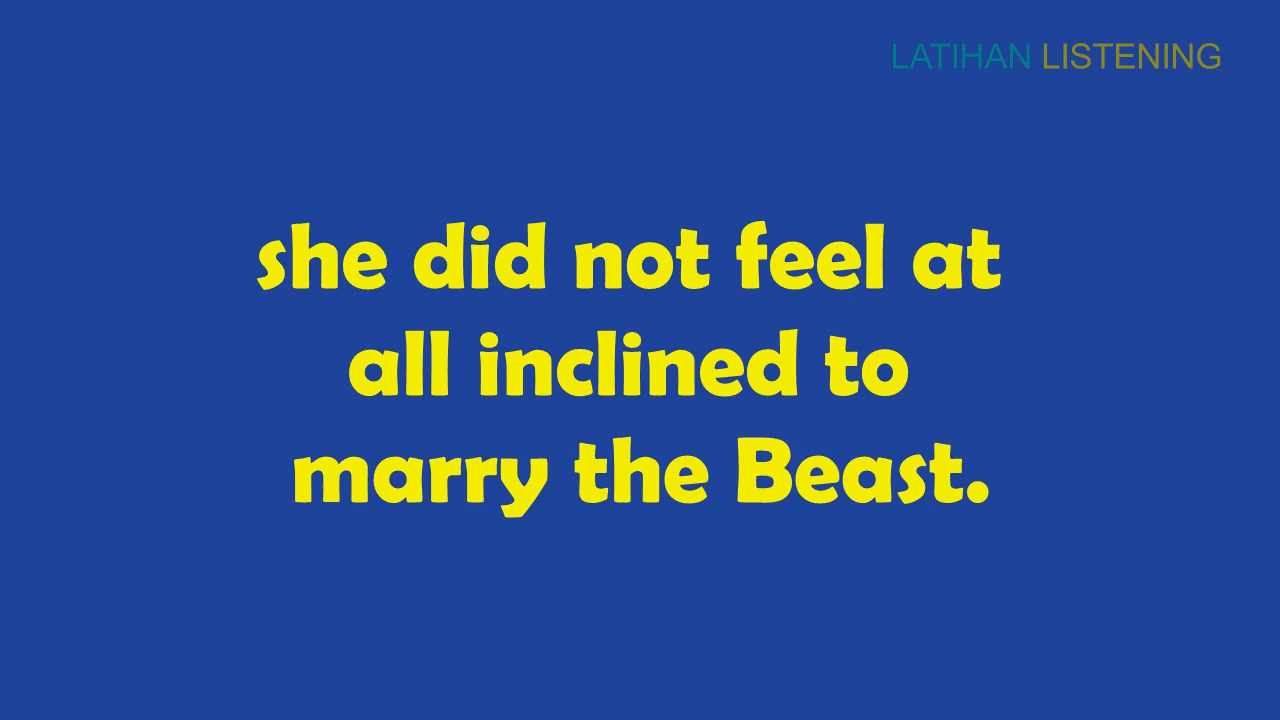 LATIHAN LISTENING
she did not feel at
all inclined to
marry the Beast.